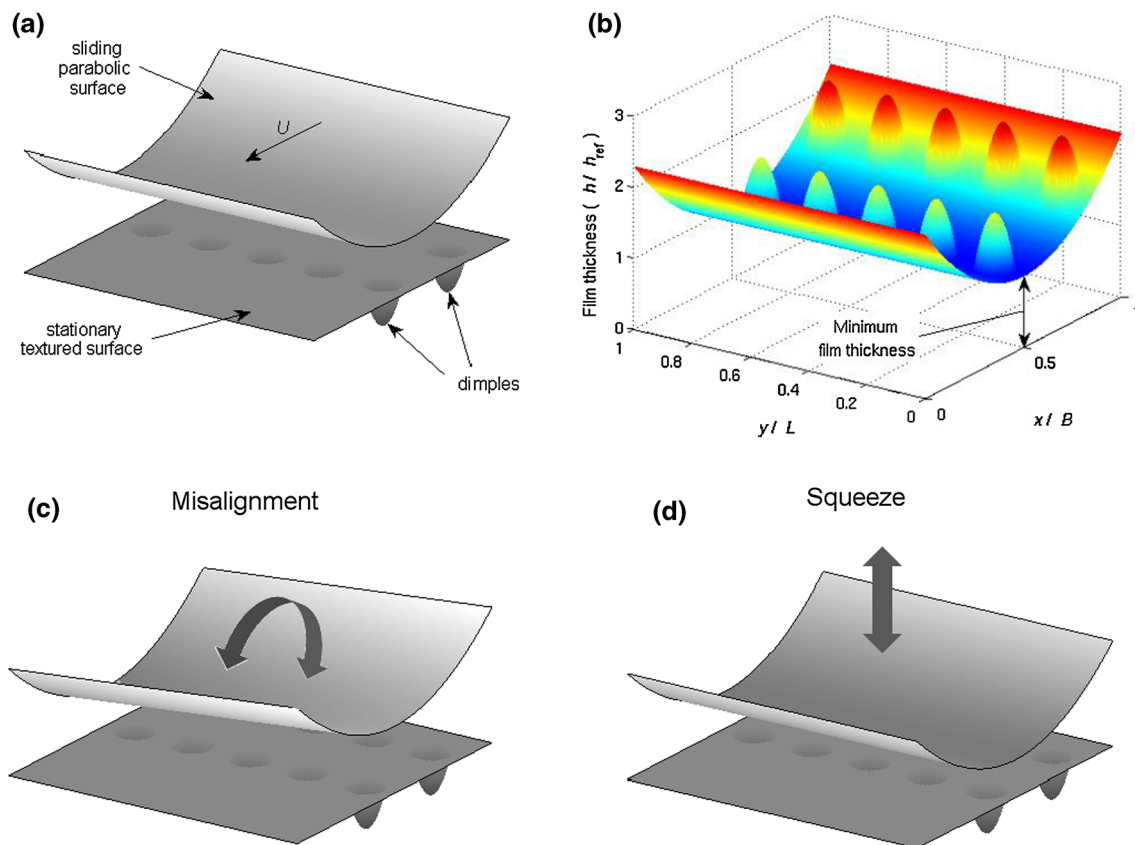 (a)
sliding
parabolic
surface
U
stationary
textured surface
dimples
(b)
Film thickness ( h / h_ref)
3
2
1
0
1
0.8
0.6
0.4
0.2
0
0
0.5
Minimum
film thickness
y / L
x / B
(c)
Misalignment
(d)
Squeeze